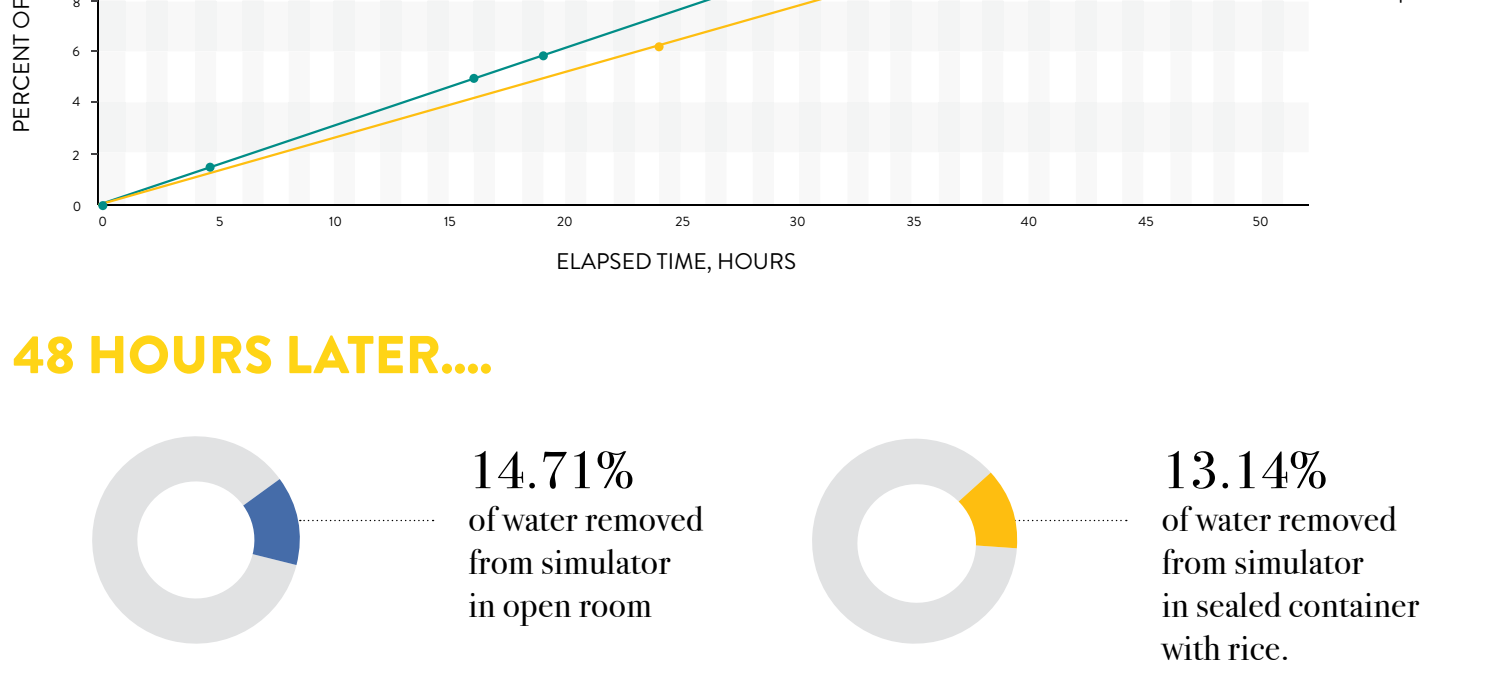 PERCENT OF
8
6
4
2
0
0 5 10 15 20 25 30 35 40 45 50
ELAPSED TIME, HOURS
48 HOURS LATER....
14.71%
of water removed
from simulator
in open room
13.14%
of water removed
from simulator
in sealed container
with rice.